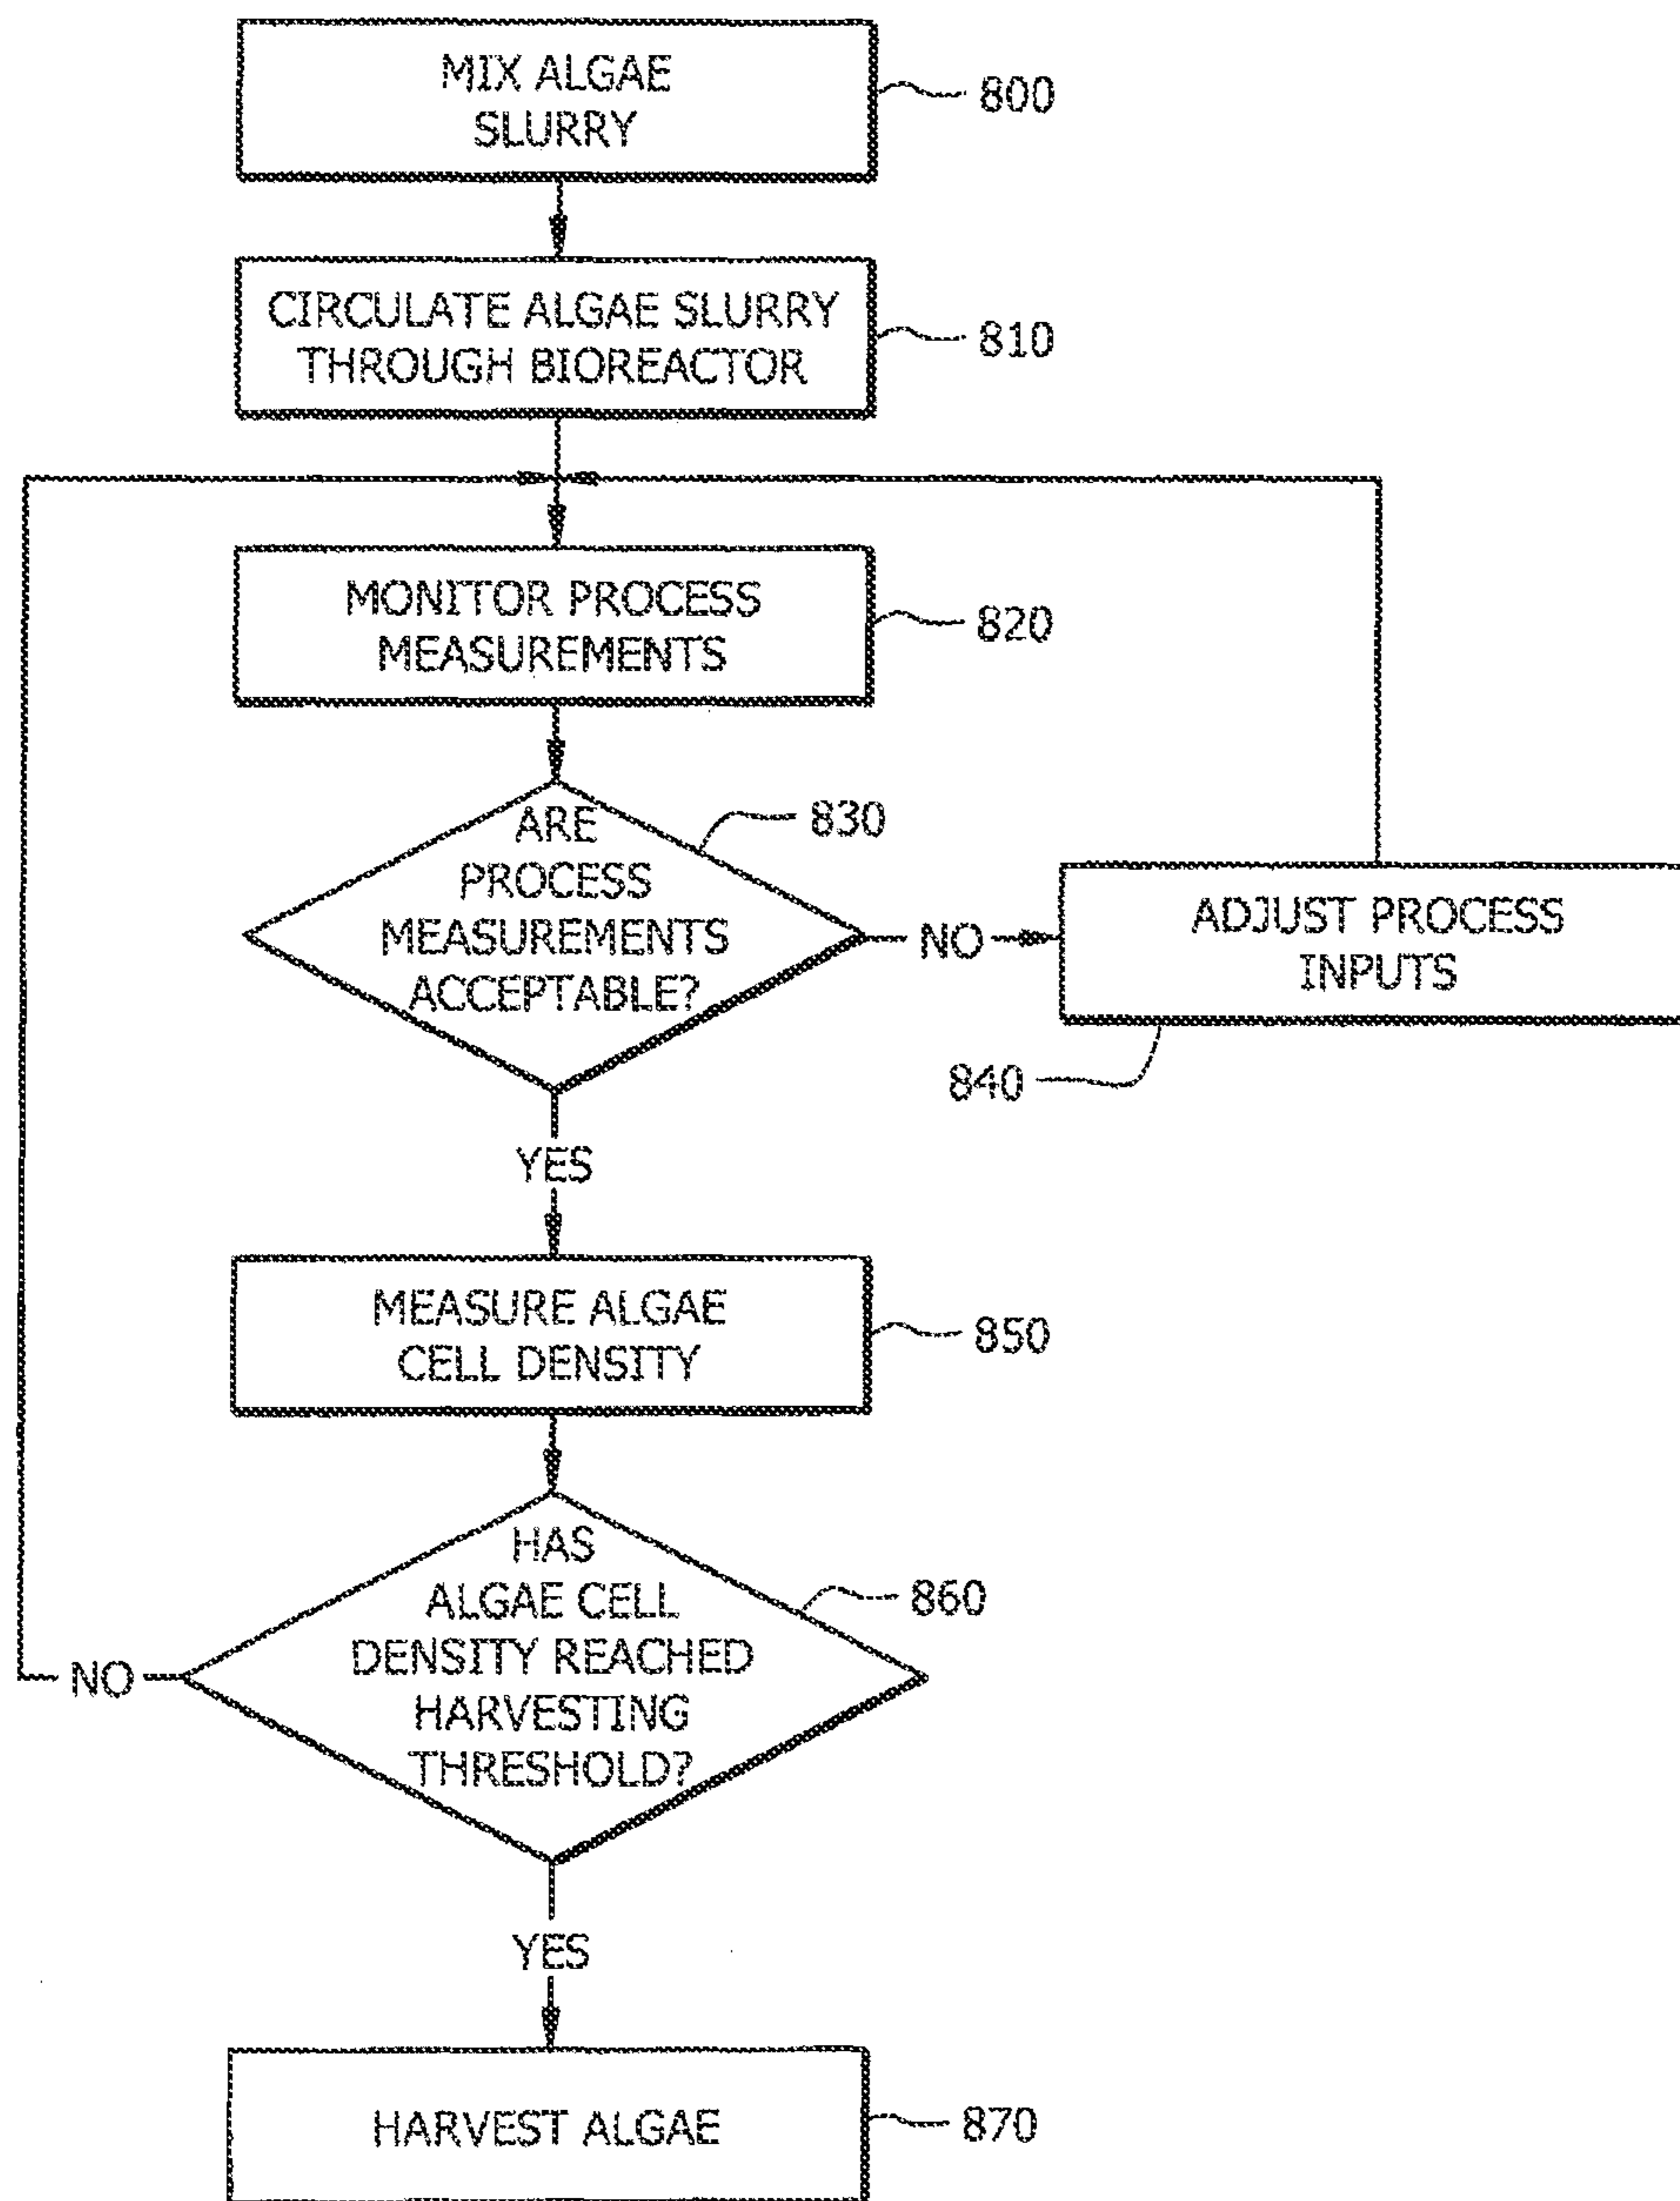 MIX ALGAE
SLURRY
800
CIRCULATE ALGAE SLURRY
THROUGH BIOREACTOR
810
MONITOR PROCESS
MEASUREMENTS
820
ARE
PROCESS
MEASUREMENTS
ACCEPTABLE?
830
NO
ADJUST PROCESS
INPUTS
840
YES
MEASURE ALGAE
CELL DENSITY
850
HAS
ALGAE CELL
DENSITY REACHED
HARVESTING
THRESHOLD?
860
NO
YES
HARVEST ALGAE
870